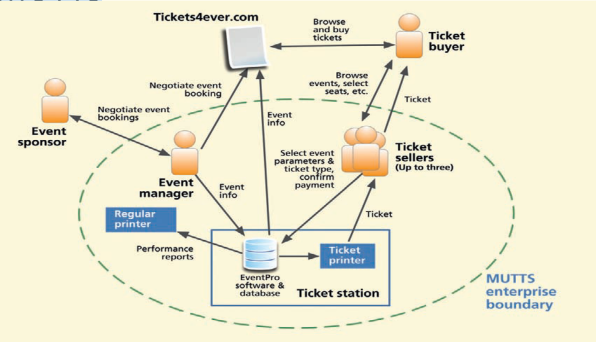 Tickets4ever.com
Browse
and buy
tickets
Ticket
buyer
Negotiate event
booking
Browse
events, select
seats, etc.
Ticket
Event
sponsor
Negotiate event
bookings
Event
info
Event
manager
Select event
parameters &
ticket type,
confirm
payment
Ticket
sellers
(Up to three)
Event
info
Regular
printer
Ticket
Performance
reports
Ticket
printer
EventPro
software &
database
Ticket station
MUTTS
enterprise
boundary